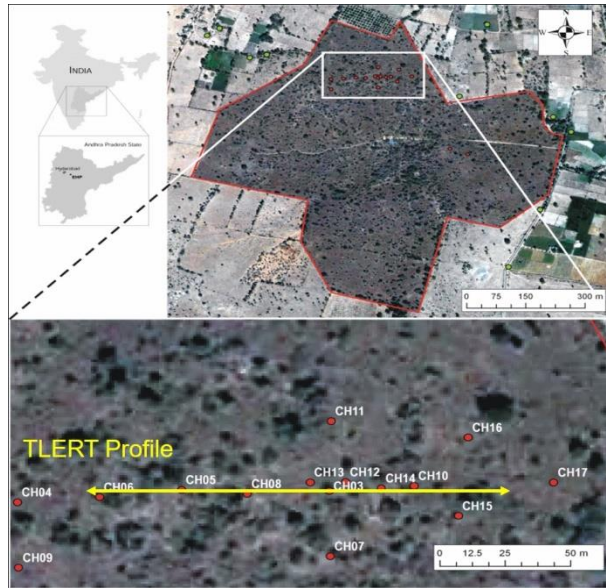 INDIA
Andhra Pradesh State
Hyderabad
EHP
N
W E
S
0 75 150 300 m
TLERT Profile
CH11
CH16
CH13 CH12
CH17
CH05
CH14 CH10
CH06
CH08
CH03
CH04
CH15
CH07
CH09
0 12.5 25 50 m